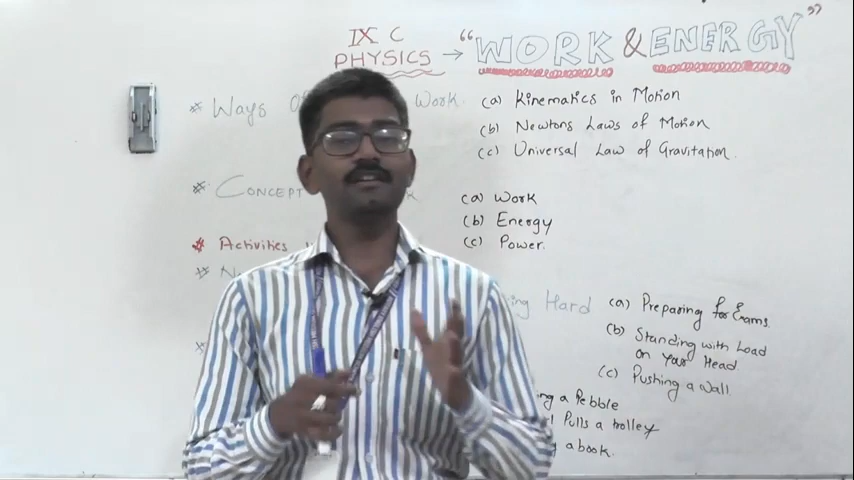 IX C
PHYSICS → "WORK & ENERGY"
* Ways Work. (a) Kinematics in Motion
(b) Newtons Laws of Motion
(c) Universal Law of Gravitation.
* CONCEPT (a) Work
(b) Energy
* Activities (c) Power.
*
Hard (a) Preparing for Exams.
(b) Standing with Load
on Your Head.
(c) Pushing a Wall.
a Pebble
Pulls a trolley
a book.